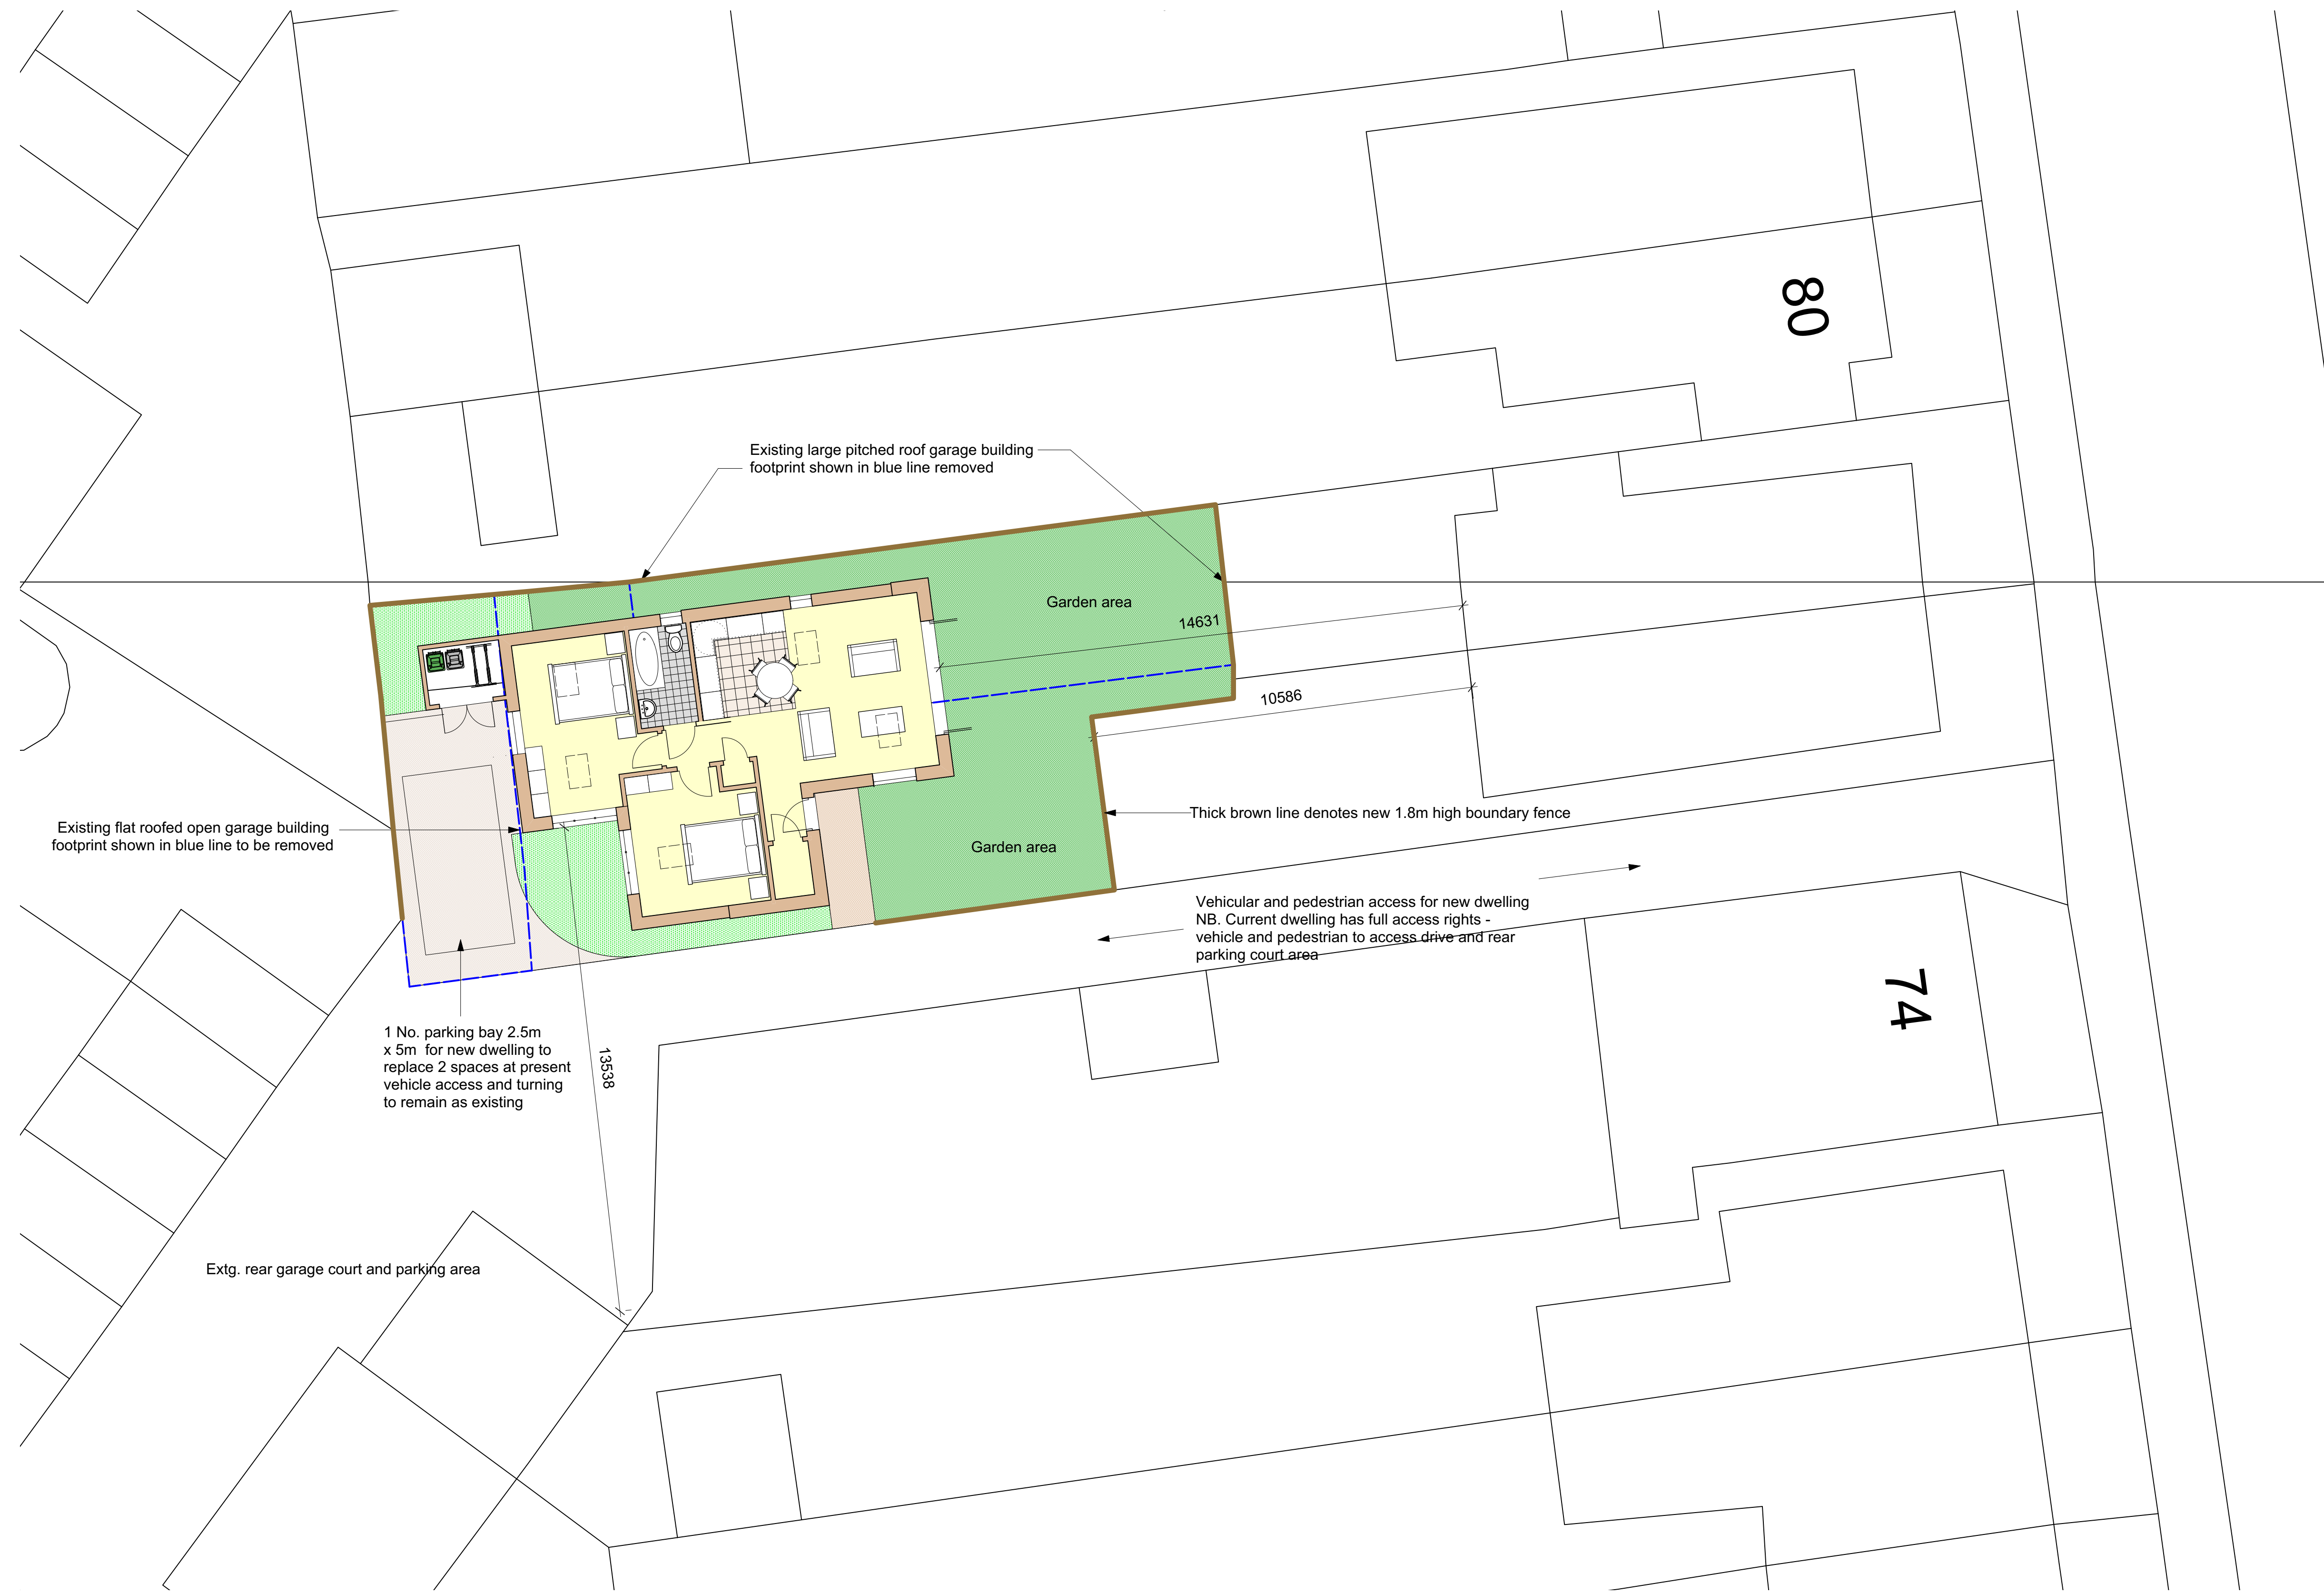 80
Existing large pitched roof garage building
footprint shown in blue line removed
Garden area
14631
10586
Existing flat roofed open garage building
footprint shown in blue line to be removed
Thick brown line denotes new 1.8m high boundary fence
Garden area
Vehicular and pedestrian access for new dwelling
NB. Current dwelling has full access rights -
vehicle and pedestrian to access drive and rear
parking court area
74
1 No. parking bay 2.5m
x 5m  for new dwelling to
replace 2 spaces at present
vehicle access and turning
to remain as existing
13538
Extg. rear garage court and parking area